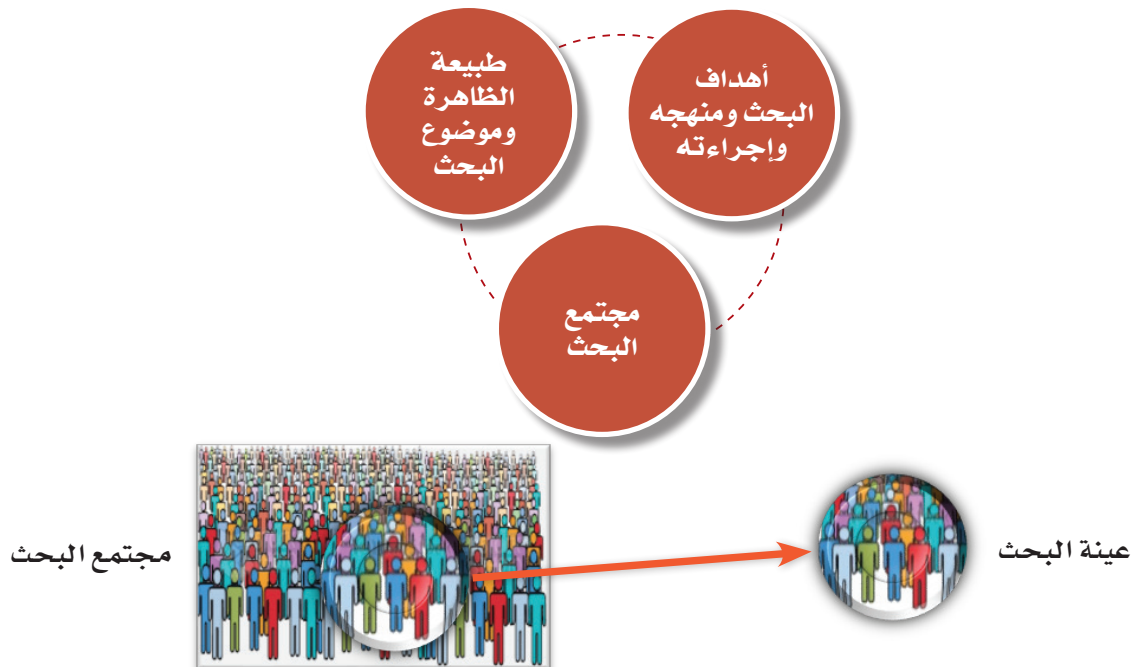 أهداف
البحث ومنهجه
وإجراءته
طبيعة
الظاهرة
وموضوع
البحث
مجتمع
البحث
مجتمع البحث
عينة البحث